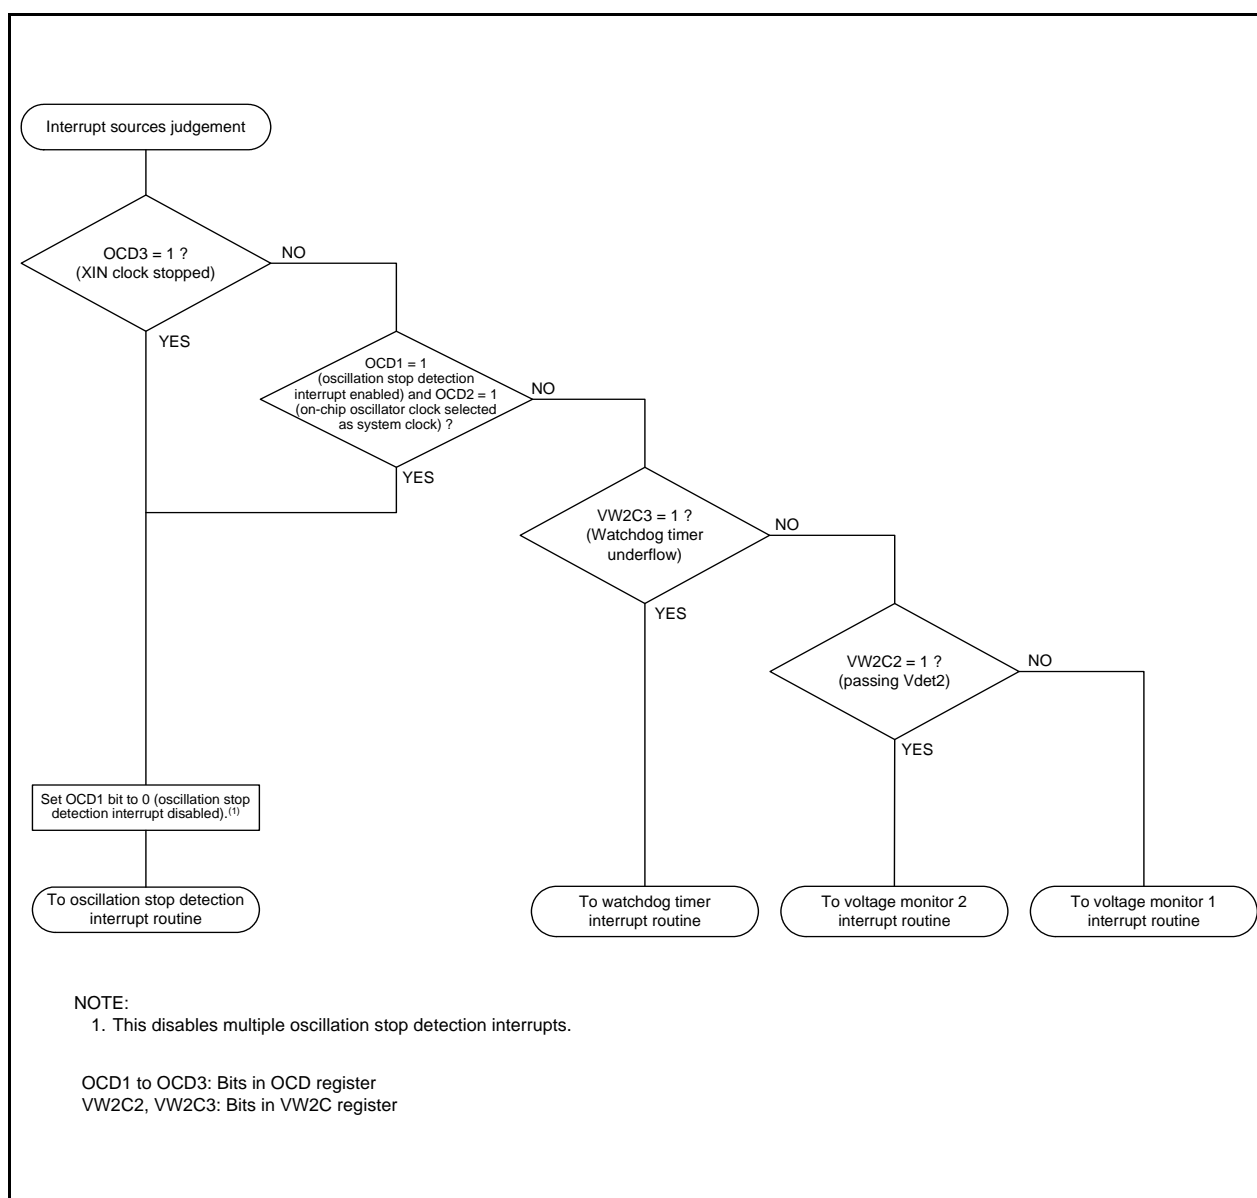 Interrupt sources judgement
OCD3 = 1 ?
(XIN clock stopped)
NO
YES
OCD1 = 1
(oscillation stop detection
interrupt enabled) and OCD2 = 1
(on-chip oscillator clock selected
as system clock) ?
NO
YES
VW2C3 = 1 ?
(Watchdog timer
underflow)
NO
YES
VW2C2 = 1 ?
(passing Vdet2)
NO
YES
Set OCD1 bit to 0 (oscillation stop
detection interrupt disabled).(1)
To oscillation stop detection
interrupt routine
To watchdog timer
interrupt routine
To voltage monitor 2
interrupt routine
To voltage monitor 1
interrupt routine
NOTE:
1. This disables multiple oscillation stop detection interrupts.
OCD1 to OCD3: Bits in OCD register
VW2C2, VW2C3: Bits in VW2C register